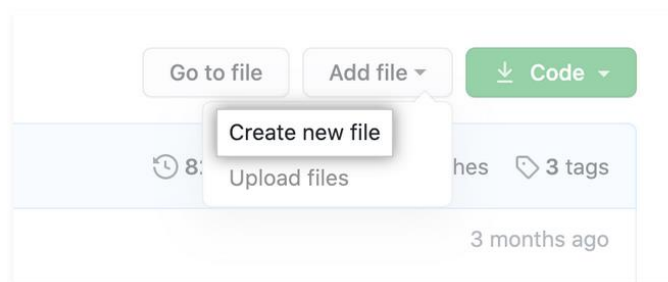 Go to file Add file Code
Create new file
3 tags
Upload files
3 months ago